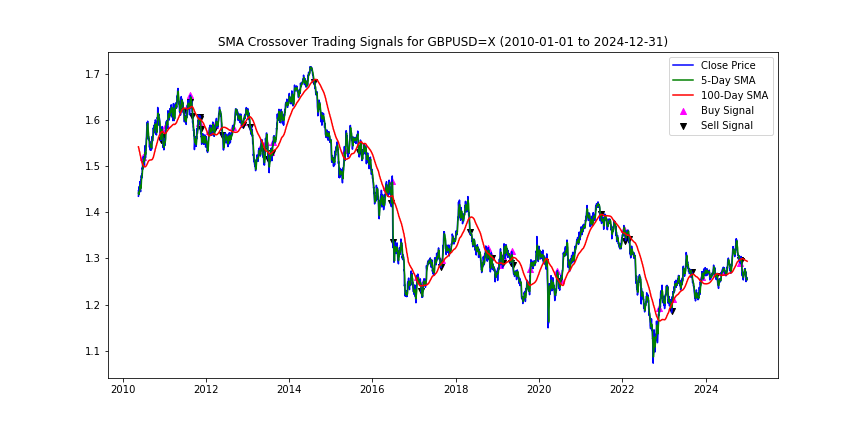 SMA Crossover Trading Signals for GBPUSD=X (2010-01-01 to 2024-12-31)
Close Price
5-Day SMA
100-Day SMA
Buy Signal
Sell Signal
1.7
1.6
1.5
1.4
1.3
1.2
1.1
2010 2012 2014 2016 2018 2020 2022 2024